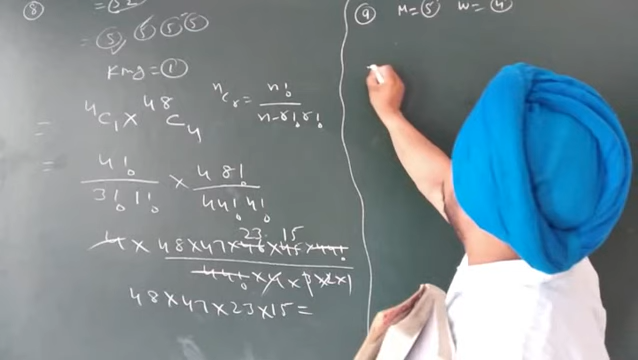 ⑧ =
= ⑤, ⑤ ⑤ ⑤
King = ①
= ⁴C₁ × ⁴⁸C₄
ⁿCᵣ = n! / n-r! r!
= 4! / 3! 1! × 48! / 44! 4!
23 15
4 × 48×47×46×45×44! / 44! ×4×3×2×1
48×47×23×15=
⑨ M=⑤ W=④